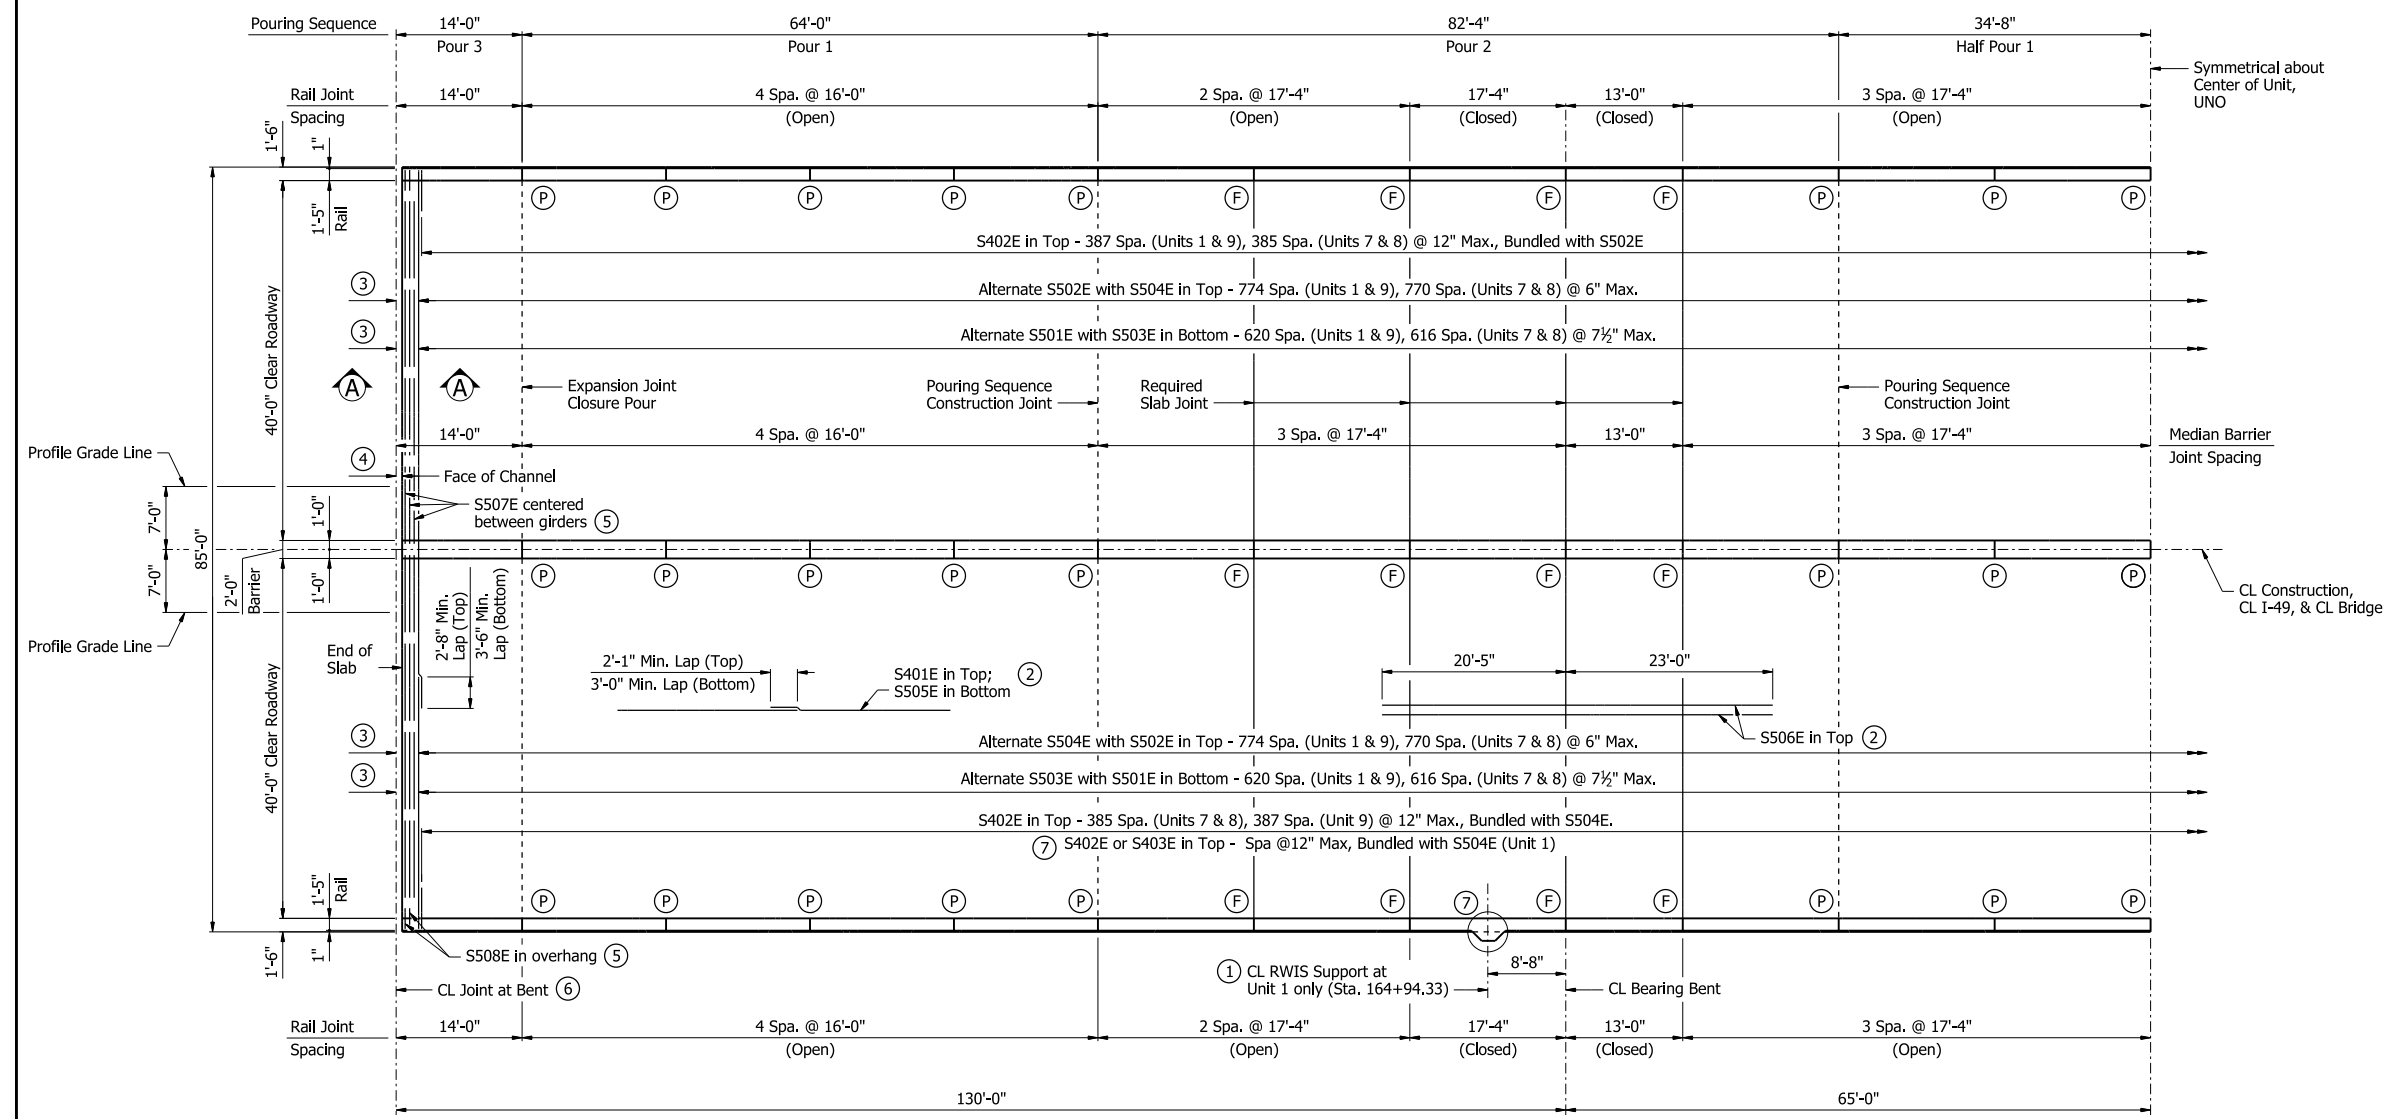 Pouring Sequence
14'-0"
64'-0"
82'-4"
34'-8"
Pour 3
Pour 1
Pour 2
Half Pour 1
Symmetrical about
Center of Unit,
UNO
Rail Joint
Spacing
14'-0"
4 Spa. @ 16'-0"
(Open)
2 Spa. @ 17'-4"
(Open)
17'-4"
(Closed)
13'-0"
(Closed)
3 Spa. @ 17'-4"
(Open)
1'-6"
1"
1'-5"
Rail
P P P P P F F F F P P P
S402E in Top - 387 Spa. (Units 1 & 9), 385 Spa. (Units 7 & 8) @ 12" Max., Bundled with S502E
3
Alternate S502E with S504E in Top - 774 Spa. (Units 1 & 9), 770 Spa. (Units 7 & 8) @ 6" Max.
3
Alternate S501E with S503E in Bottom - 620 Spa. (Units 1 & 9), 616 Spa. (Units 7 & 8) @ 7½" Max.
40'-0" Clear Roadway
A
A
Expansion Joint
Closure Pour
Pouring Sequence
Construction Joint
Required
Slab Joint
Pouring Sequence
Construction Joint
14'-0"
4 Spa. @ 16'-0"
3 Spa. @ 17'-4"
13'-0"
3 Spa. @ 17'-4"
Median Barrier
Joint Spacing
Profile Grade Line
4
Face of Channel
S507E centered
between girders 5
7'-0"
7'-0"
85'-0"
2'-0"
Barrier
1'-0"
1'-0"
P P P P P F F F F P P P
CL Construction,
CL I-49, & CL Bridge
Profile Grade Line
End of
Slab
2'-8" Min.
Lap (Top)
3'-6" Min.
Lap (Bottom)
2'-1" Min. Lap (Top)
3'-0" Min. Lap (Bottom)
S401E in Top;
S505E in Bottom
2
20'-5"
23'-0"
S506E in Top 2
40'-0" Clear Roadway
3
Alternate S504E with S502E in Top - 774 Spa. (Units 1 & 9), 770 Spa. (Units 7 & 8) @ 6" Max.
3
Alternate S503E with S501E in Bottom - 620 Spa. (Units 1 & 9), 616 Spa. (Units 7 & 8) @ 7½" Max.
S402E in Top - 385 Spa. (Units 7 & 8), 387 Spa. (Unit 9) @ 12" Max., Bundled with S504E.
7 S402E or S403E in Top - Spa @12" Max, Bundled with S504E (Unit 1)
1'-5"
Rail
P P P P P F F 7 F F P P P
1'-6"
1"
S508E in overhang 5
CL Joint at Bent 6
1 CL RWIS Support at
Unit 1 only (Sta. 164+94.33)
8'-8"
CL Bearing Bent
Rail Joint
Spacing
14'-0"
4 Spa. @ 16'-0"
(Open)
2 Spa. @ 17'-4"
(Open)
17'-4"
(Closed)
13'-0"
(Closed)
3 Spa. @ 17'-4"
(Open)
130'-0"
65'-0"